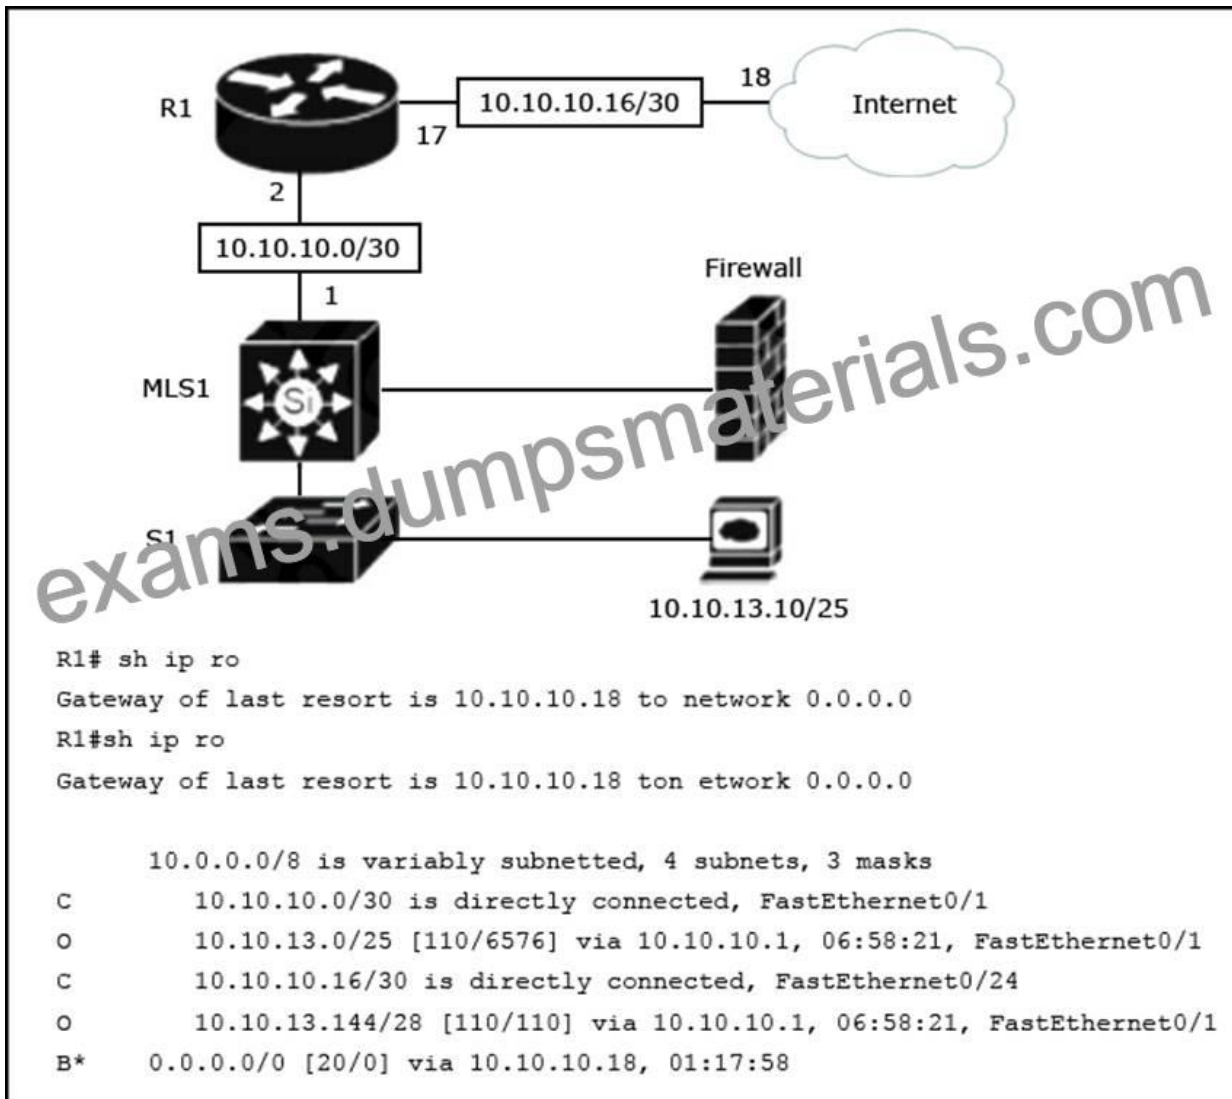 R1
10.10.10.16/30
18
Internet
17
2
10.10.10.0/30
1
Firewall
MLS1
Si
S1
10.10.13.10/25
exams.dumpsmaterials.com
R1# sh ip ro
Gateway of last resort is 10.10.10.18 to network 0.0.0.0
R1#sh ip ro
Gateway of last resort is 10.10.10.18 ton etwork 0.0.0.0
10.0.0.0/8 is variably subnetted, 4 subnets, 3 masks
C 10.10.10.0/30 is directly connected, FastEthernet0/1
O 10.10.13.0/25 [110/6576] via 10.10.10.1, 06:58:21, FastEthernet0/1
C 10.10.10.16/30 is directly connected, FastEthernet0/24
O 10.10.13.144/28 [110/110] via 10.10.10.1, 06:58:21, FastEthernet0/1
B* 0.0.0.0/0 [20/0] via 10.10.10.18, 01:17:58